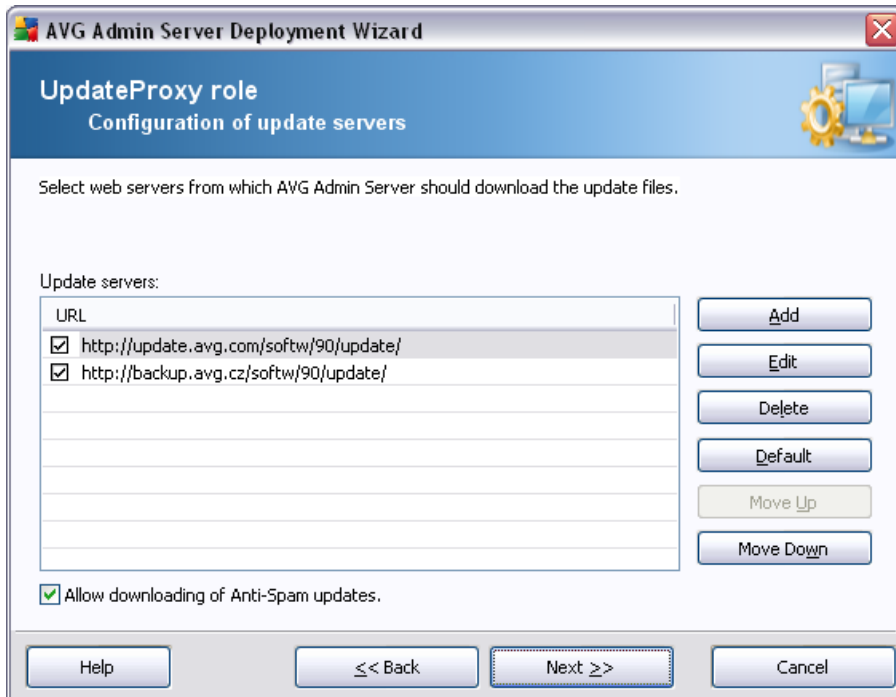 AVG Admin Server Deployment Wizard
UpdateProxy role
Configuration of update servers
Select web servers from which AVG Admin Server should download the update files.
Update servers:
URL
http://update.avg.com/softw/90/update/
http://backup.avg.cz/softw/90/update/
Add
Edit
Delete
Default
Move Up
Move Down
Allow downloading of Anti-Spam updates.
Help
<< Back
Next >>
Cancel